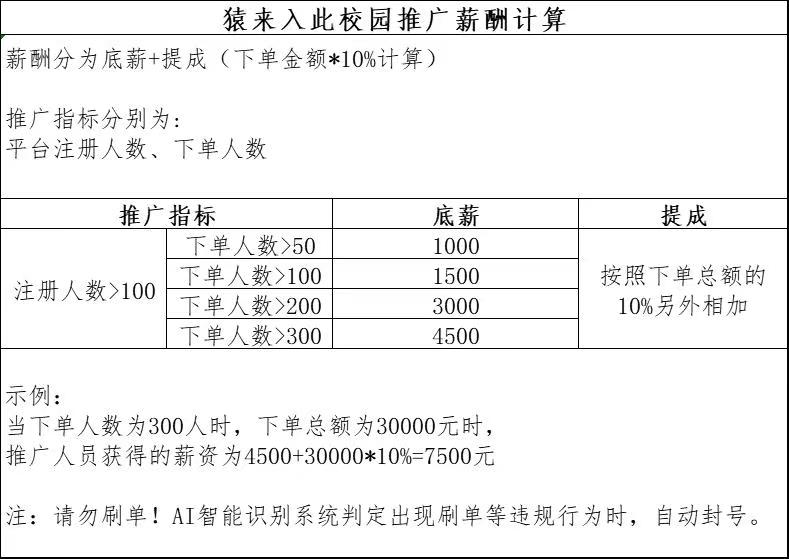 猿来入此校园推广薪酬计算
薪酬分为底薪+提成（下单金额*10%计算）
推广指标分别为：
平台注册人数、下单人数
推广指标 底薪 提成
注册人数>100
下单人数>50 1000
下单人数>100 1500
下单人数>200 3000
下单人数>300 4500
按照下单总额的
10%另外相加
示例：
当下单人数为300人时，下单总额为30000元时，
推广人员获得的薪资为4500+30000*10%=7500元
注：请勿刷单！AI智能识别系统判定出现刷单等违规行为时，自动封号。